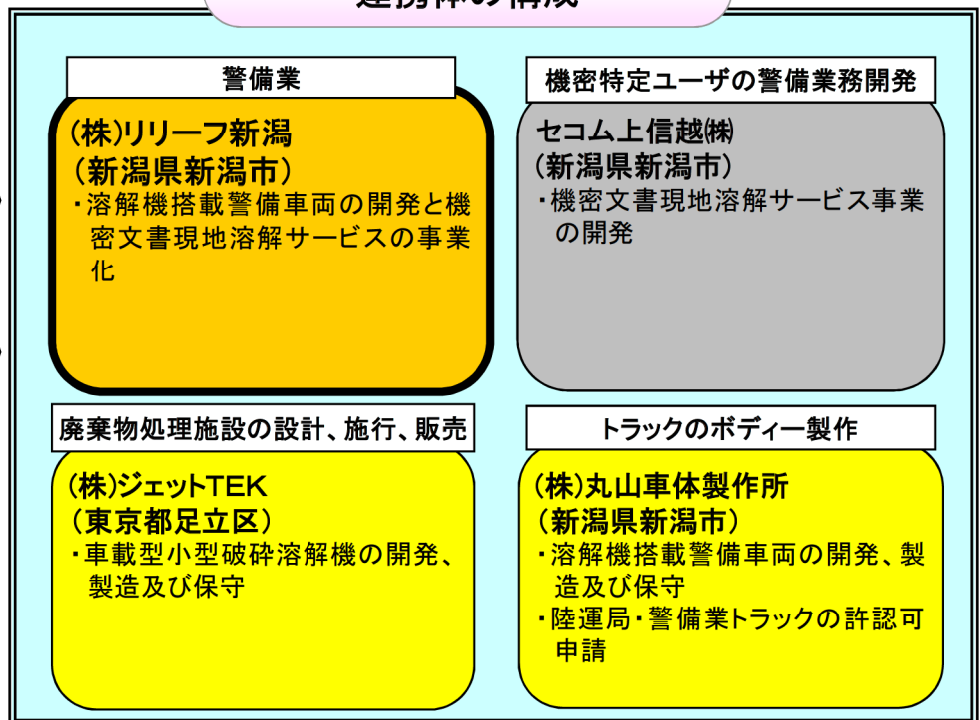 連携体の構成
警備業
(株)リリーフ新潟
(新潟県新潟市)
・溶解機搭載警備車両の開発と機
密文書現地溶解サービスの事業
化
機密特定ユーザの警備業務開発
セコム上信越㈱
(新潟県新潟市)
・機密文書現地溶解サービス事業
の開発
廃棄物処理施設の設計、施行、販売
(株)ジェットTEK
(東京都足立区)
・車載型小型破砕溶解機の開発、
製造及び保守
トラックのボディー製作
(株)丸山車体製作所
(新潟県新潟市)
・溶解機搭載警備車両の開発、製
造及び保守
・陸運局・警備業トラックの許認可
申請